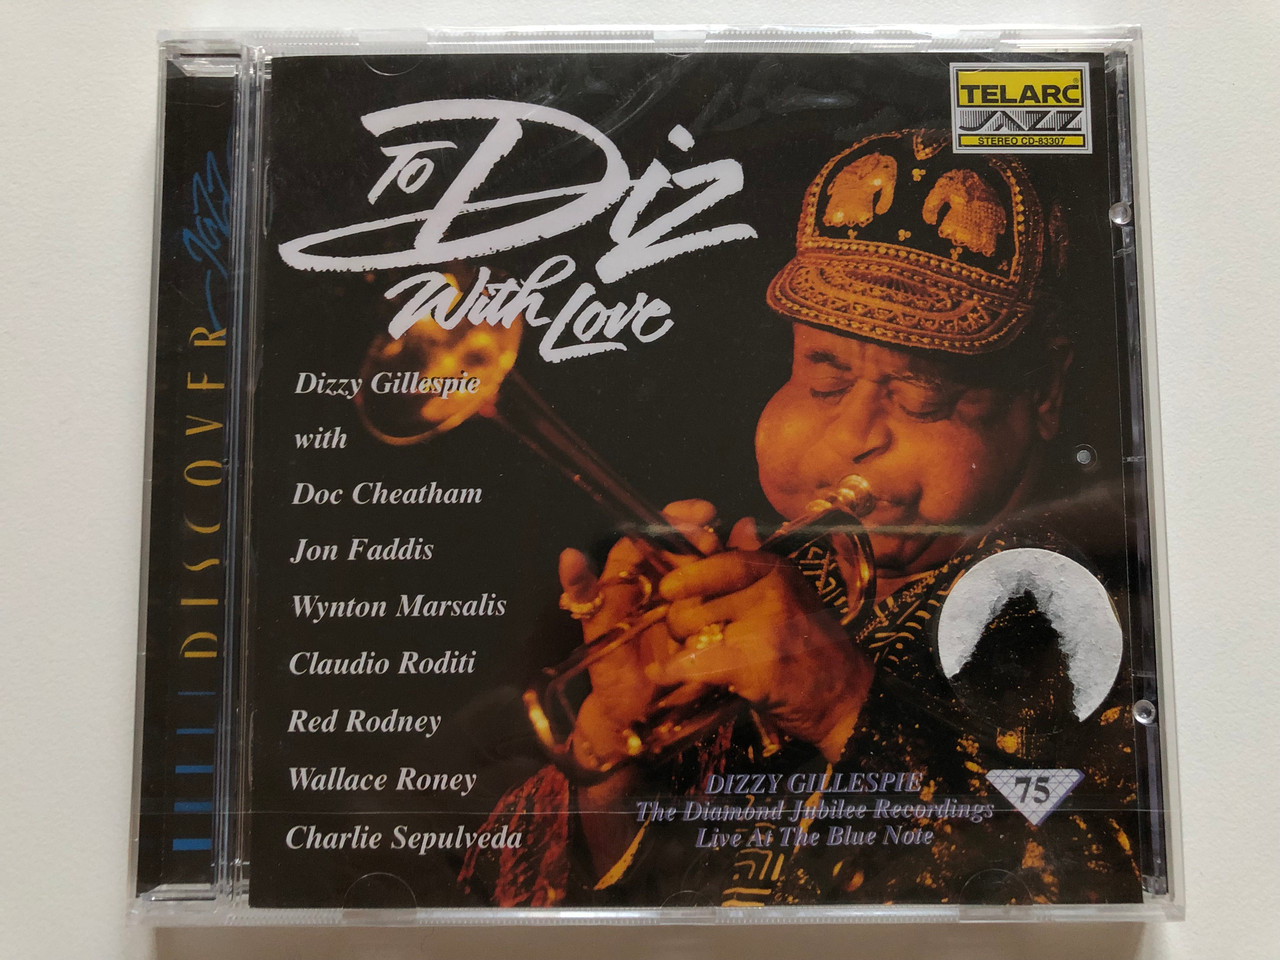 TELARC®
JAZZ
STEREO CD-83307
To Diz
With Love
Dizzy Gillespie
with
Doc Cheatham
Jon Faddis
Wynton Marsalis
Claudio Roditi
Red Rodney
Wallace Roney
Charlie Sepulveda
DIZZY GILLESPIE
The Diamond Jubilee Recordings
Live At The Blue Note
75
DISCOVER Jazz